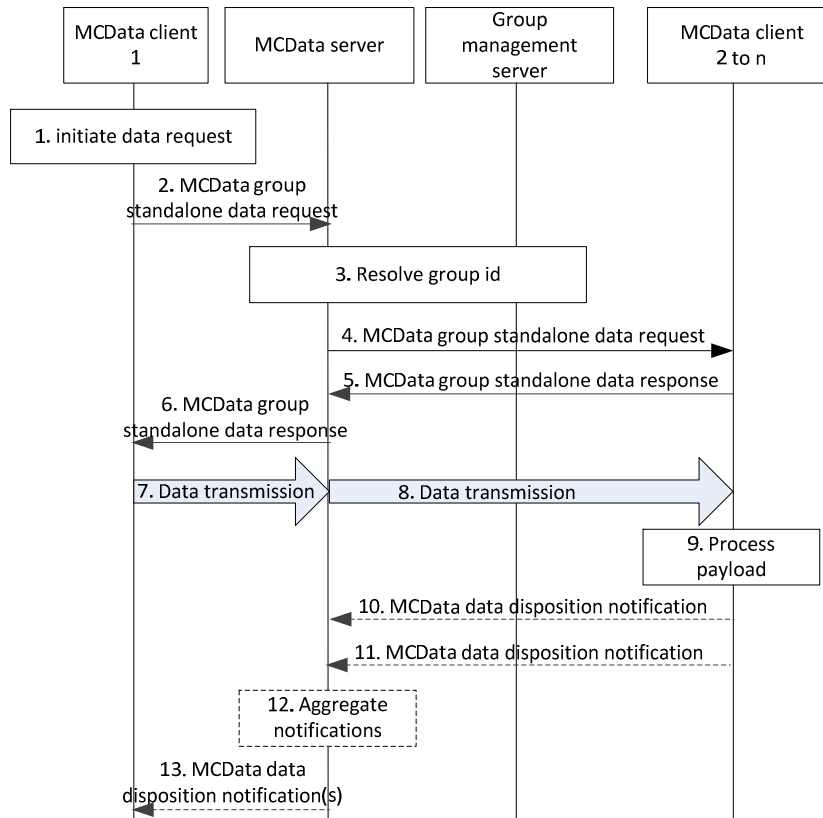 MCData client
1
MCData server
Group
management
server
MCData client
2 to n
1. initiate data request
2. MCData group
standalone data request
3. Resolve group id
4. MCData group standalone data request
5. MCData group standalone data response
6. MCData group
standalone data response
7. Data transmission
8. Data transmission
9. Process
payload
10. MCData data disposition notification
11. MCData data disposition notification
12. Aggregate
notifications
13. MCData data
disposition notification(s)